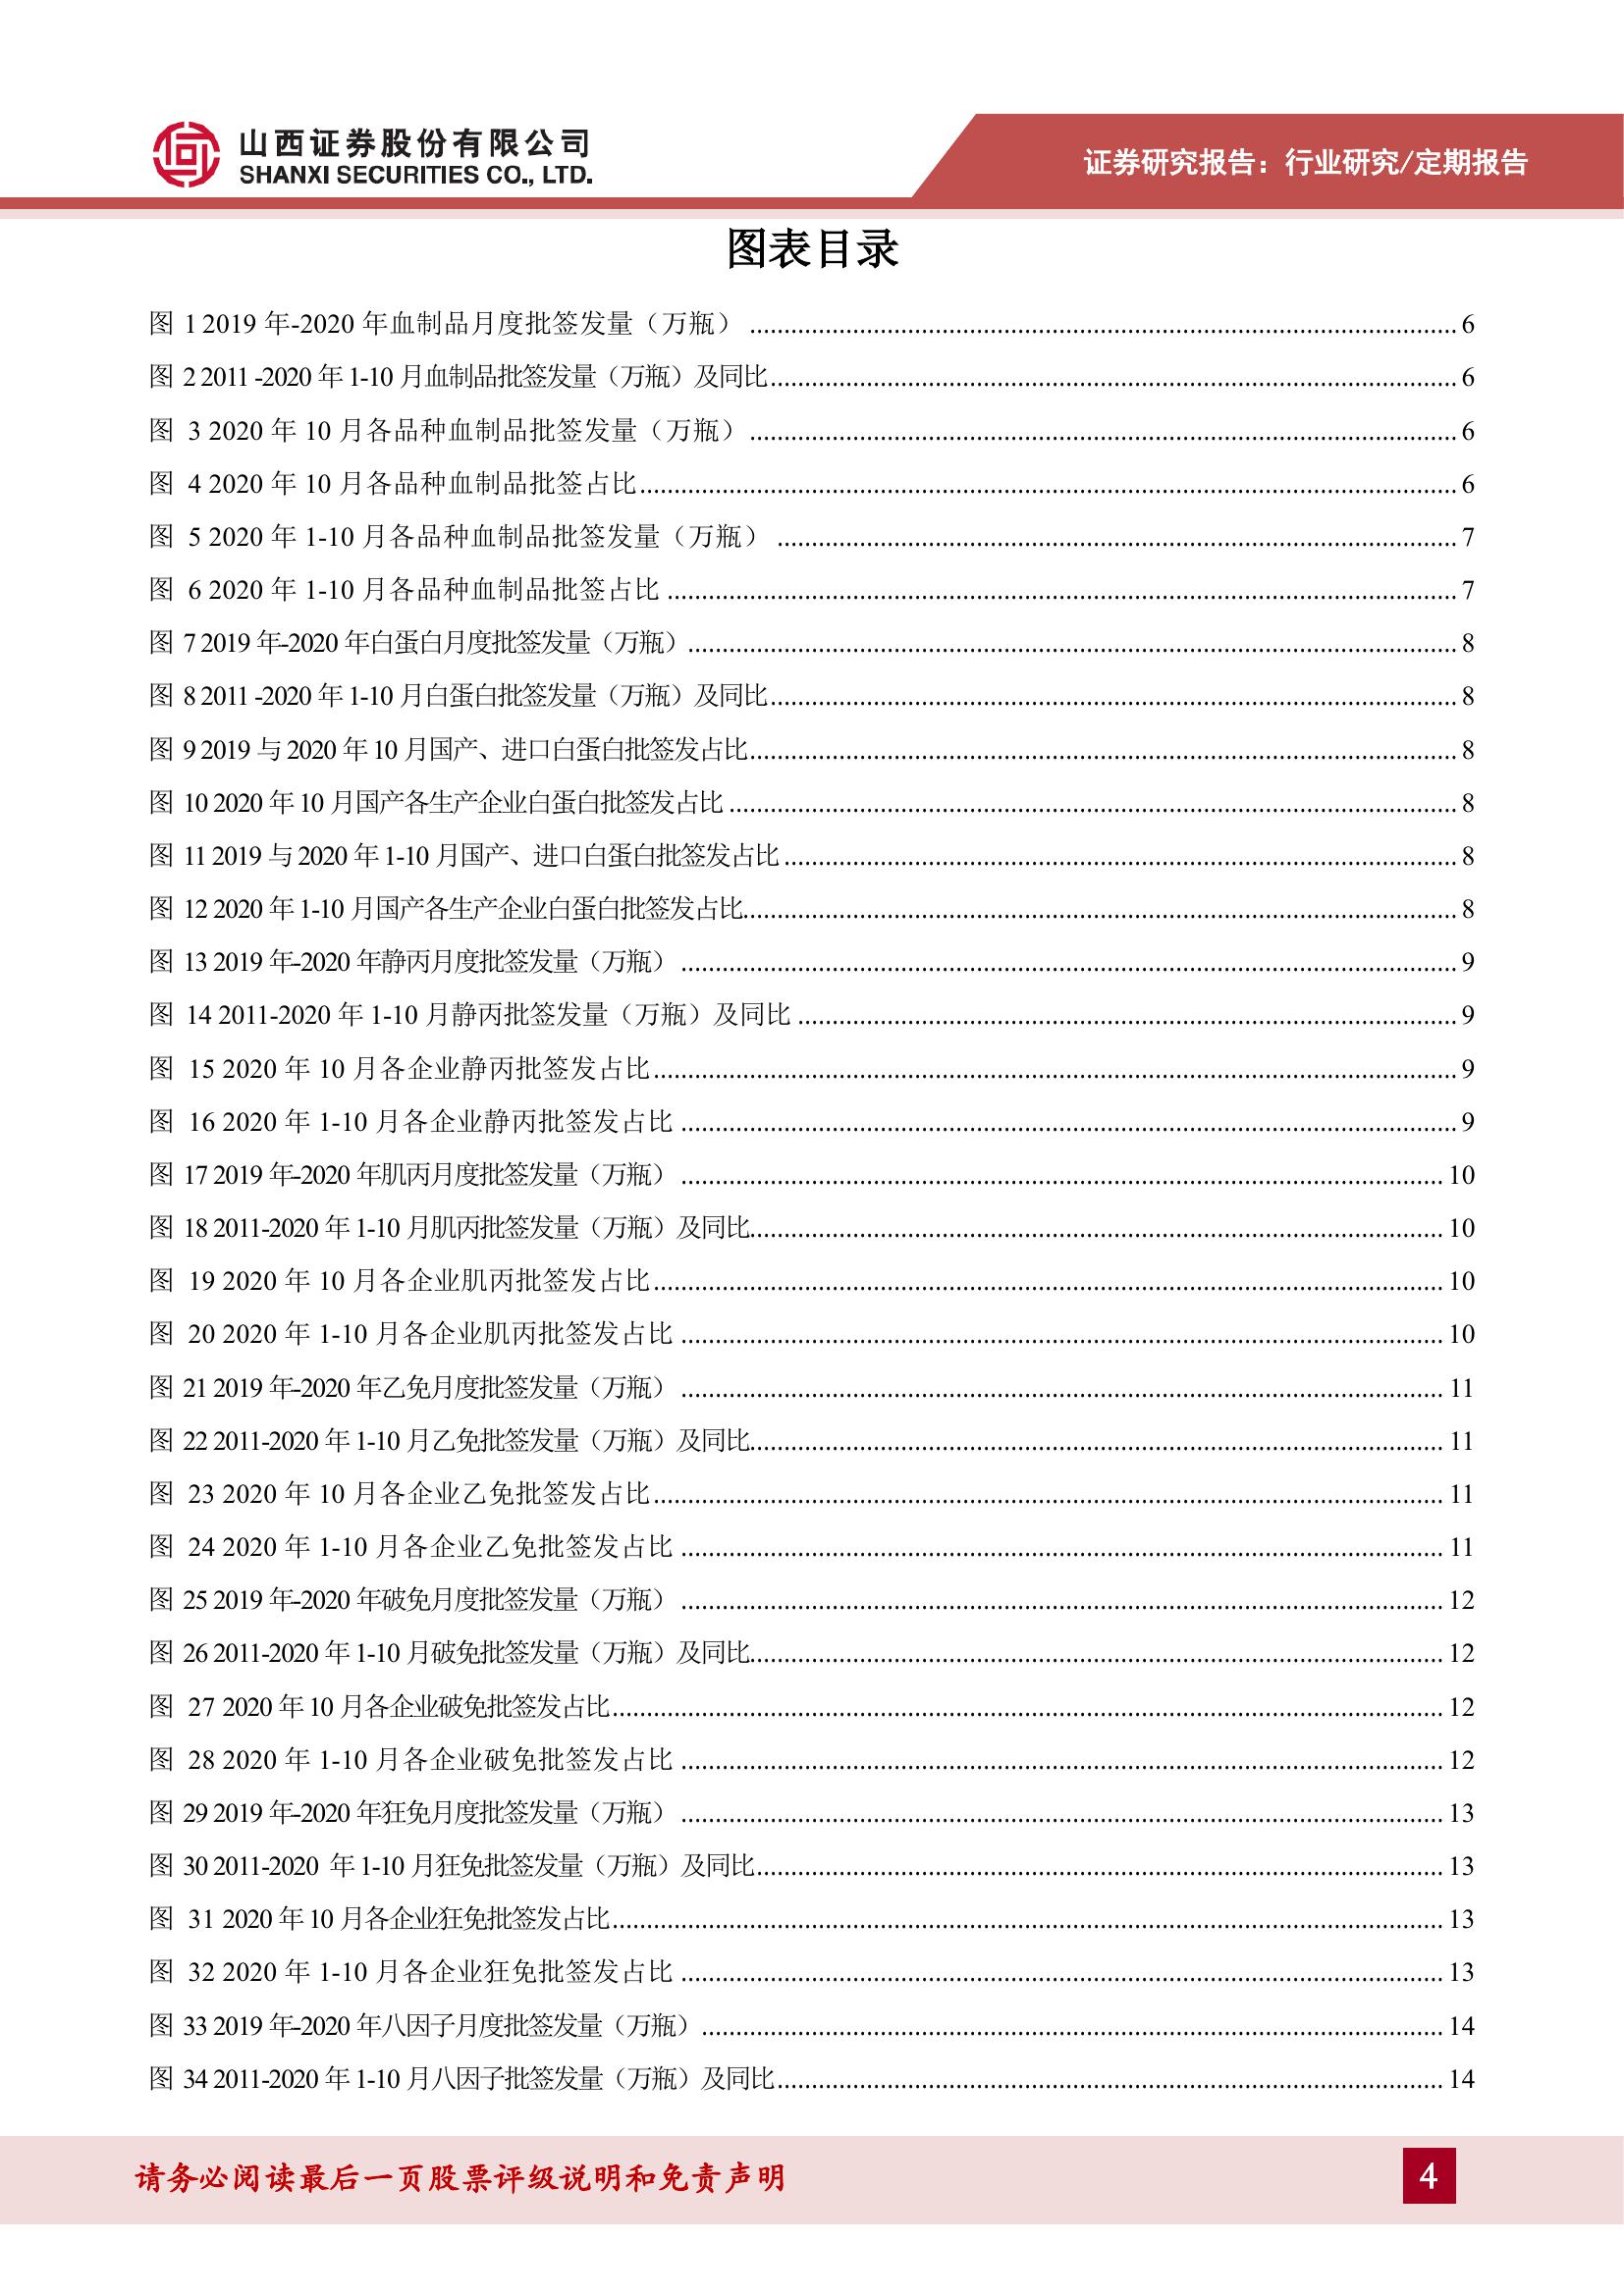 山西证券股份有限公司
SHANXI SECURITIES CO., LTD.
证券研究报告：行业研究/定期报告
图表目录
图 1 2019 年-2020 年血制品月度批签发量（万瓶） ........ 6
图 2 2011 -2020 年 1-10 月血制品批签发量（万瓶）及同比........ 6
图 3 2020 年 10 月各品种血制品批签发量（万瓶） ........ 6
图 4 2020 年 10 月各品种血制品批签占比........ 6
图 5 2020 年 1-10 月各品种血制品批签发量（万瓶） ........ 7
图 6 2020 年 1-10 月各品种血制品批签占比 ........ 7
图 7 2019 年-2020 年白蛋白月度批签发量（万瓶）........ 8
图 8 2011 -2020 年 1-10 月白蛋白批签发量（万瓶）及同比........ 8
图 9 2019 与 2020 年 10 月国产、进口白蛋白批签发占比........ 8
图 10 2020 年 10 月国产各生产企业白蛋白批签发占比 ........ 8
图 11 2019 与 2020 年 1-10 月国产、进口白蛋白批签发占比 ........ 8
图 12 2020 年 1-10 月国产各生产企业白蛋白批签发占比........ 8
图 13 2019 年-2020 年静丙月度批签发量（万瓶） ........ 9
图 14 2011-2020 年 1-10 月静丙批签发量（万瓶）及同比 ........ 9
图 15 2020 年 10 月各企业静丙批签发占比........ 9
图 16 2020 年 1-10 月各企业静丙批签发占比 ........ 9
图 17 2019 年-2020 年肌丙月度批签发量（万瓶） ........ 10
图 18 2011-2020 年 1-10 月肌丙批签发量（万瓶）及同比........ 10
图 19 2020 年 10 月各企业肌丙批签发占比........ 10
图 20 2020 年 1-10 月各企业肌丙批签发占比 ........ 10
图 21 2019 年-2020 年乙免月度批签发量（万瓶） ........ 11
图 22 2011-2020 年 1-10 月乙免批签发量（万瓶）及同比........ 11
图 23 2020 年 10 月各企业乙免批签发占比........ 11
图 24 2020 年 1-10 月各企业乙免批签发占比 ........ 11
图 25 2019 年-2020 年破免月度批签发量（万瓶） ........ 12
图 26 2011-2020 年 1-10 月破免批签发量（万瓶）及同比........ 12
图 27 2020 年 10 月各企业破免批签发占比........ 12
图 28 2020 年 1-10 月各企业破免批签发占比 ........ 12
图 29 2019 年-2020 年狂免月度批签发量（万瓶） ........ 13
图 30 2011-2020 年 1-10 月狂免批签发量（万瓶）及同比........ 13
图 31 2020 年 10 月各企业狂免批签发占比........ 13
图 32 2020 年 1-10 月各企业狂免批签发占比 ........ 13
图 33 2019 年-2020 年八因子月度批签发量（万瓶）........ 14
图 34 2011-2020 年 1-10 月八因子批签发量（万瓶）及同比........ 14
请务必阅读最后一页股票评级说明和免责声明
4